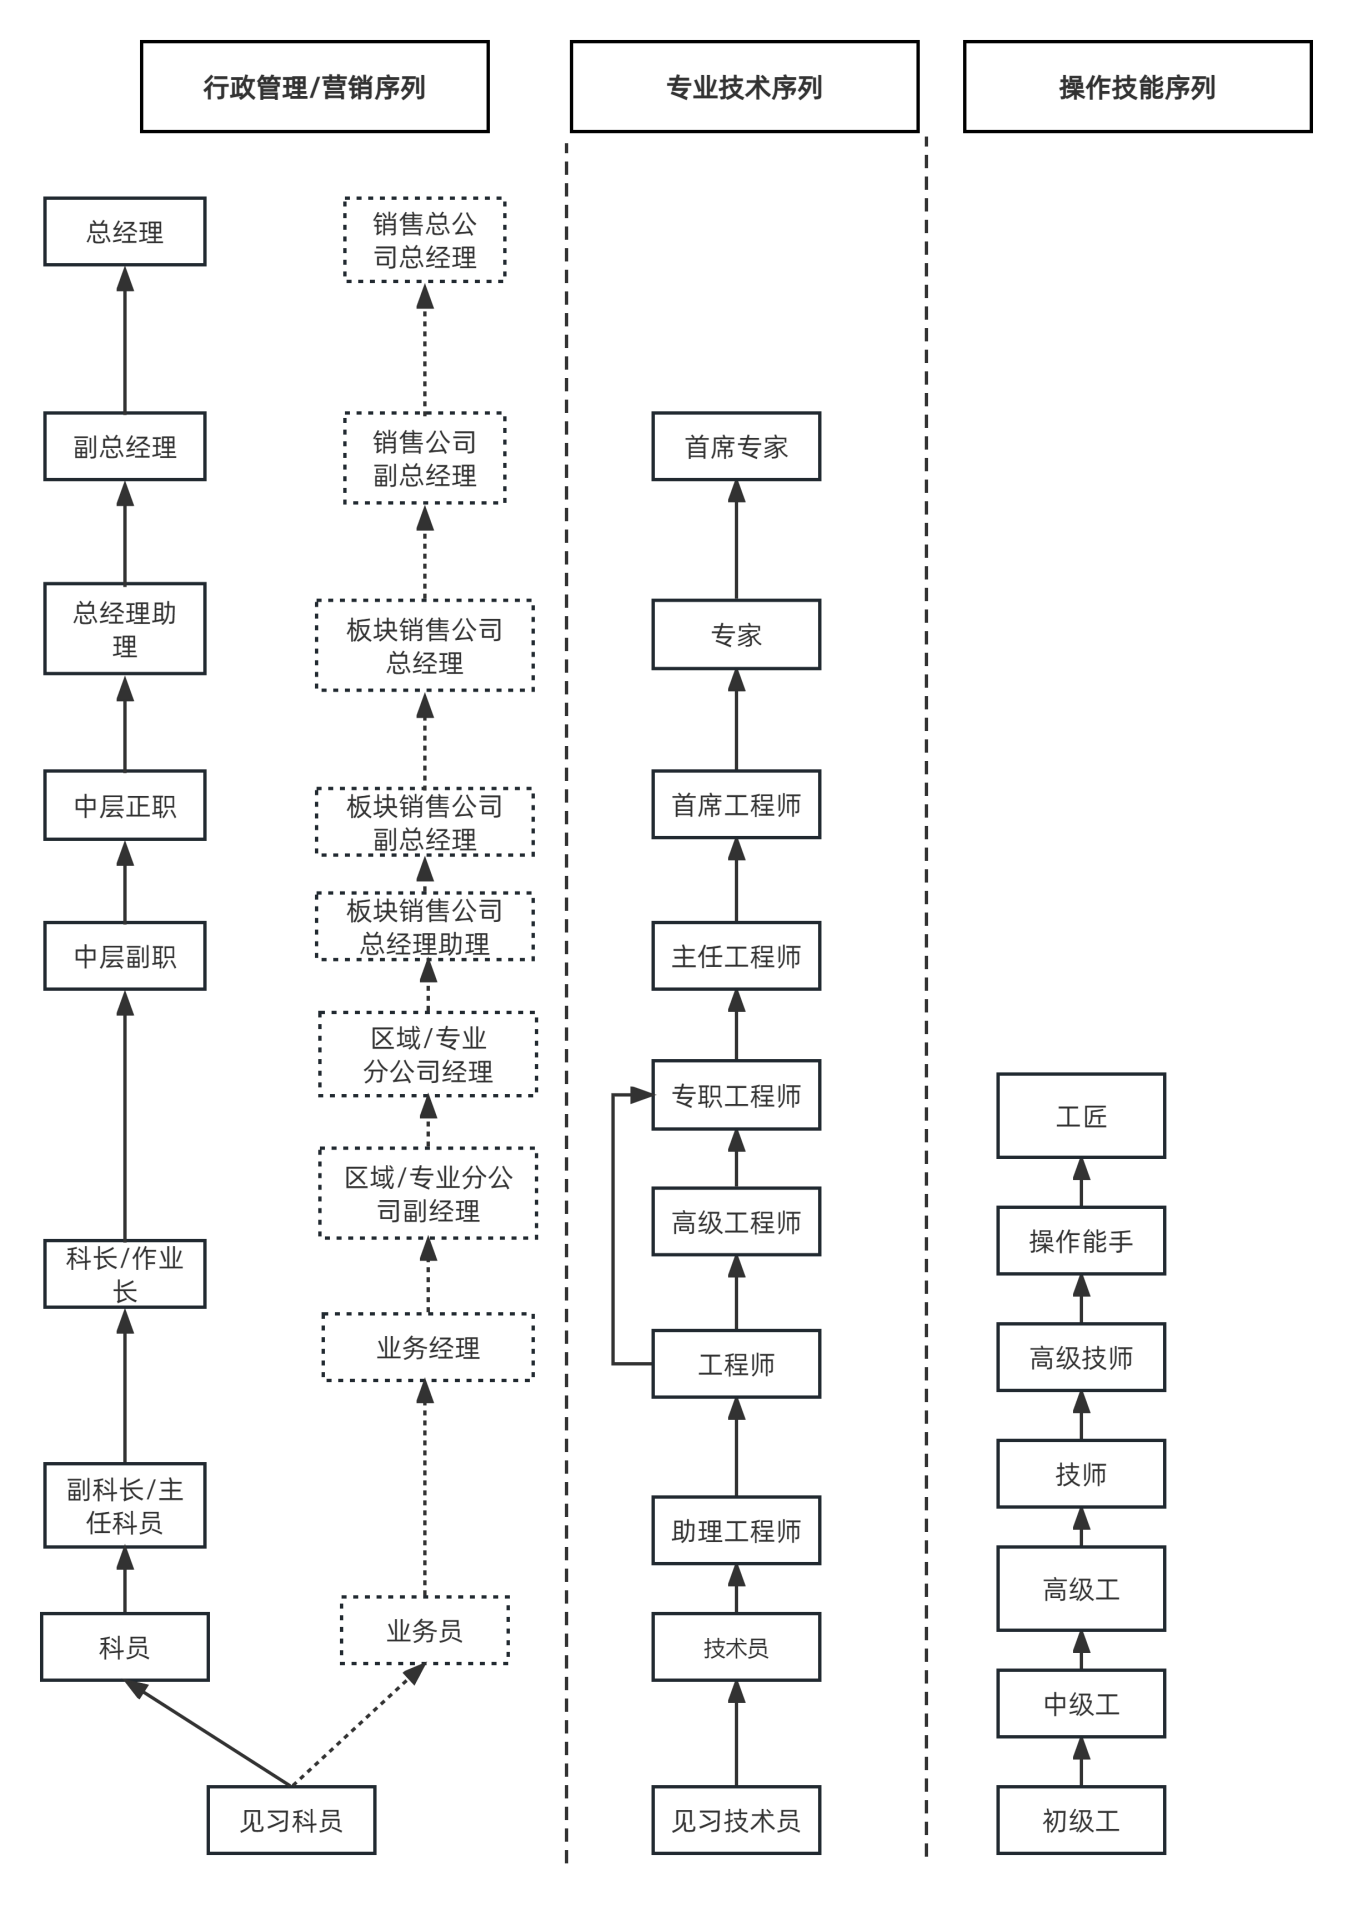 行政管理/营销序列
专业技术序列
操作技能序列
总经理
副总经理
总经理助
理
中层正职
中层副职
科长/作业
长
副科长/主
任科员
科员
销售总公
司总经理
销售公司
副总经理
板块销售公司
总经理
板块销售公司
副总经理
板块销售公司
总经理助理
区域/专业
分公司经理
区域/专业分公
司副经理
业务经理
业务员
见习科员
首席专家
专家
首席工程师
主任工程师
专职工程师
高级工程师
工程师
助理工程师
技术员
见习技术员
工匠
操作能手
高级技师
技师
高级工
中级工
初级工